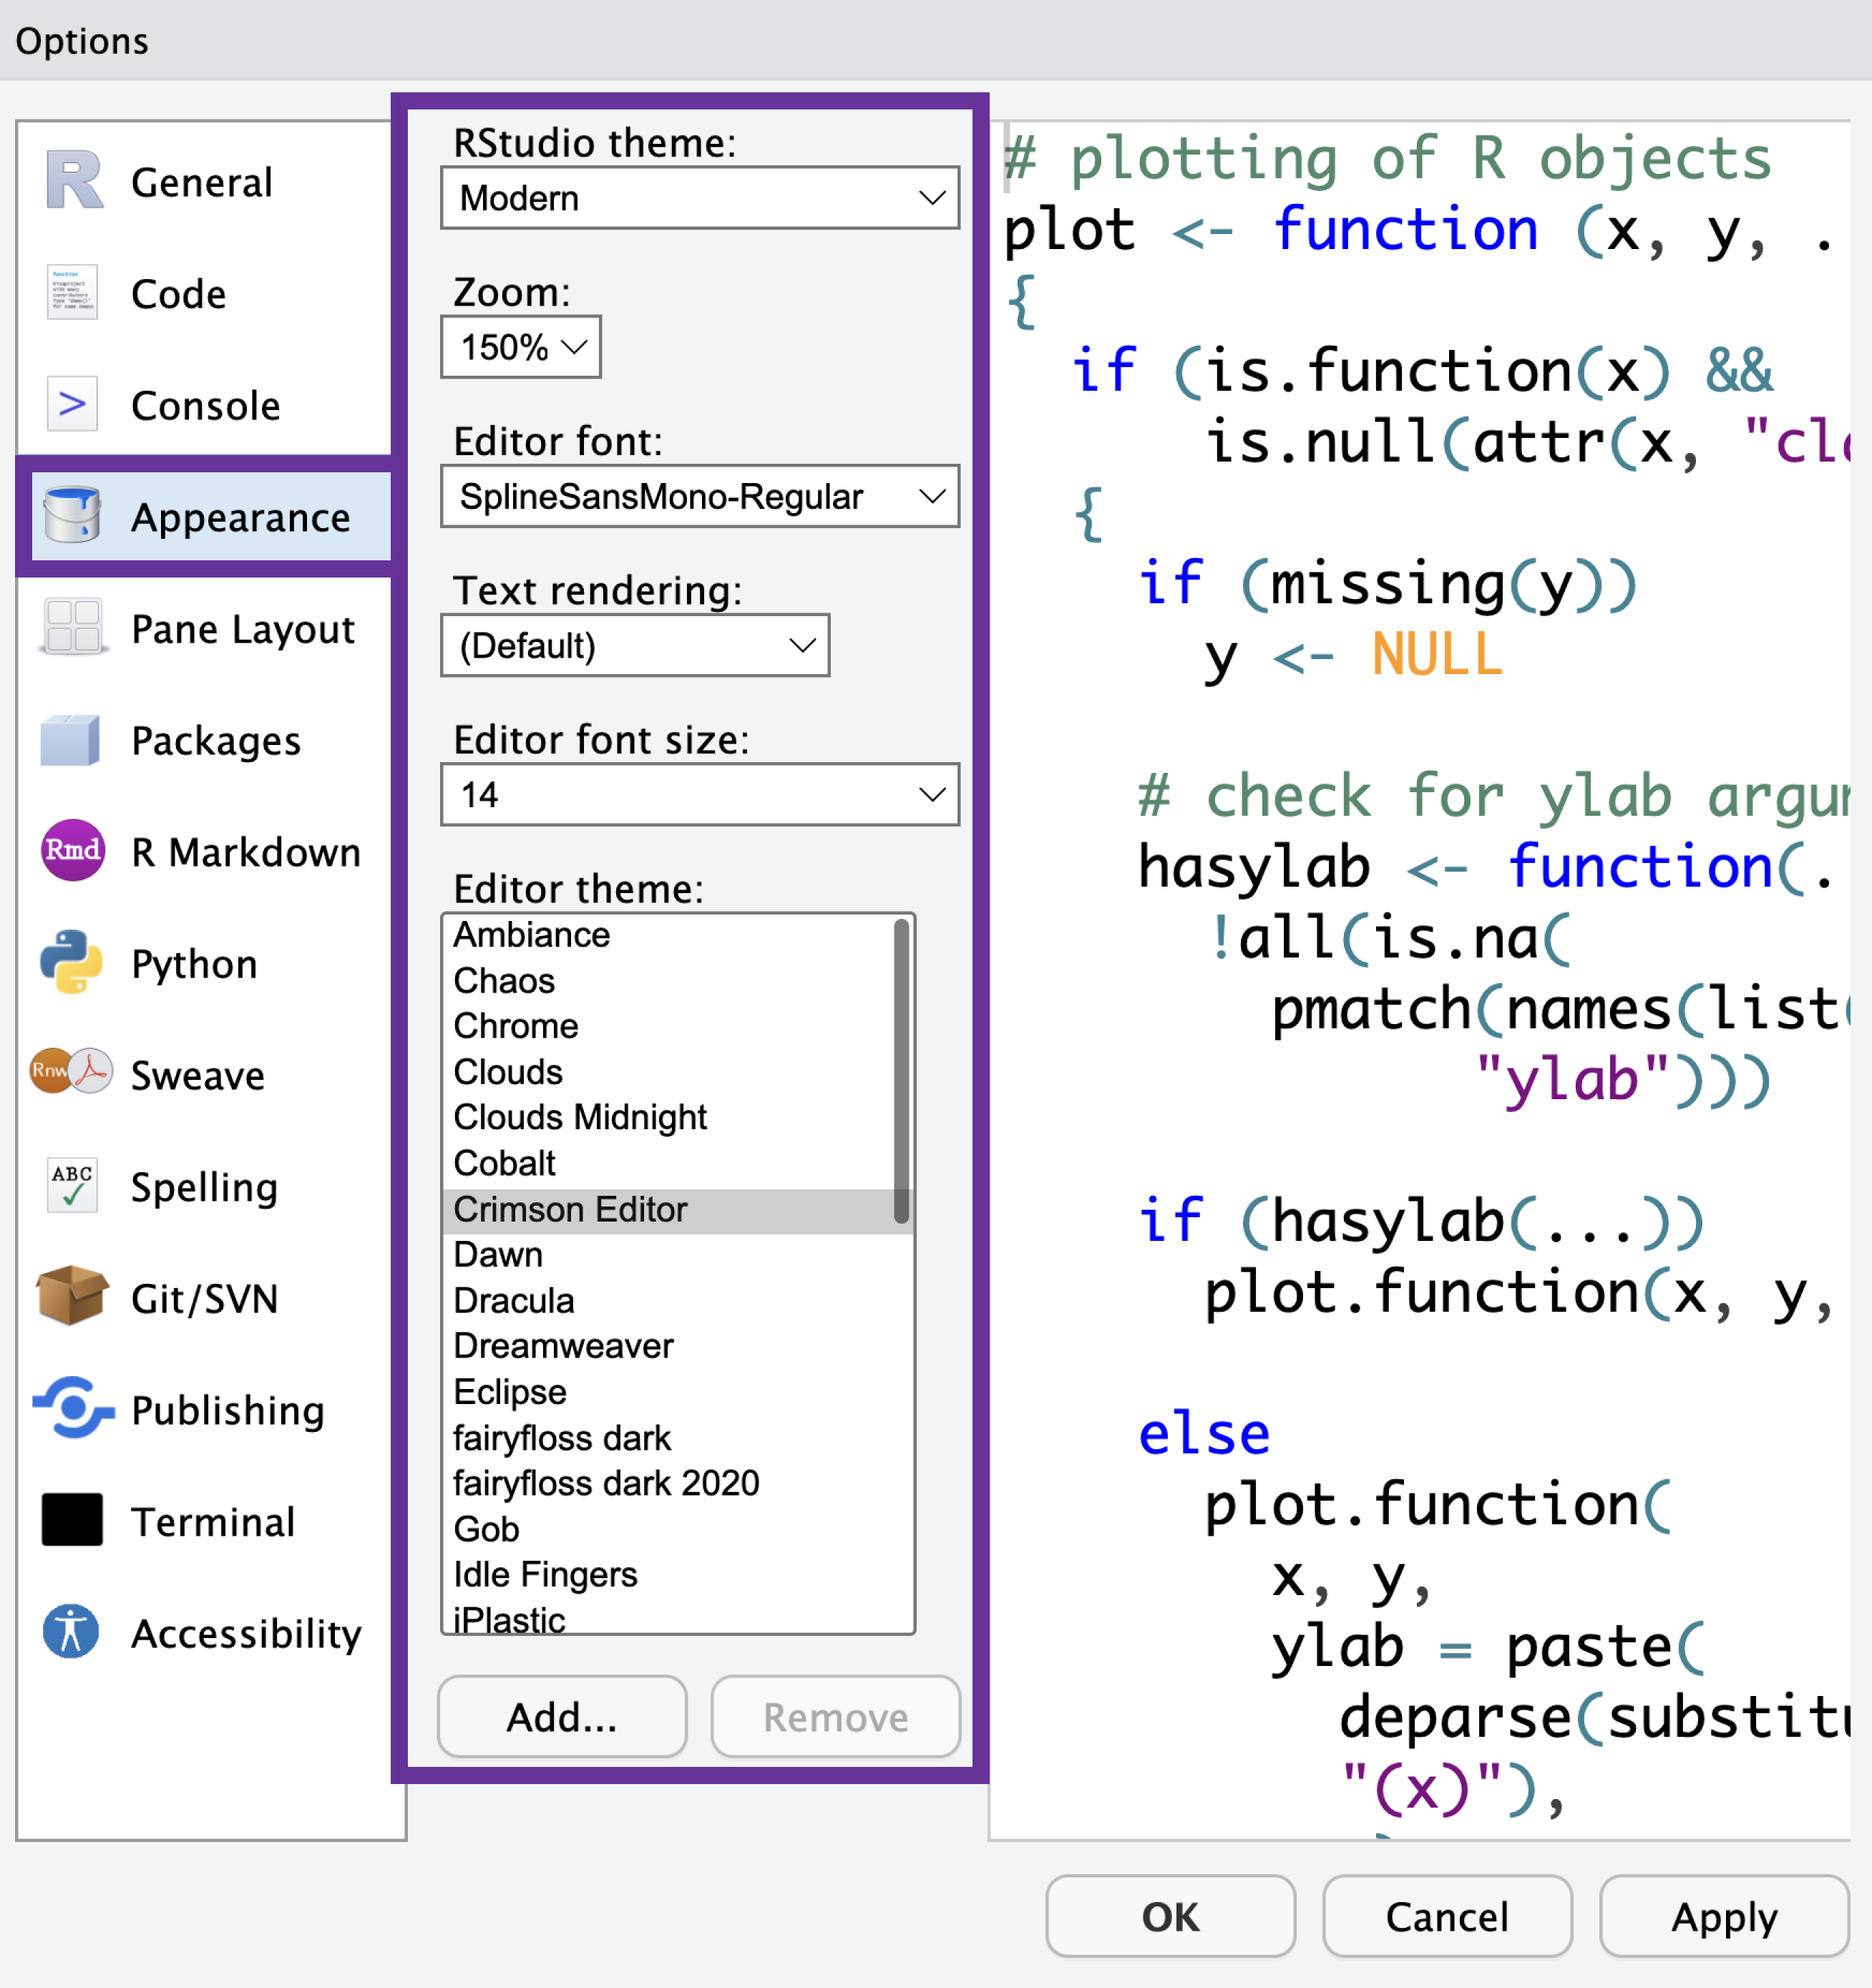 Options
General
Code
Console
Appearance
Pane Layout
Packages
Rmd
R Markdown
Python
Rnw
Sweave
ABC
Spelling
Git/SVN
Publishing
Terminal
Accessibility
RStudio theme:
Modern
Zoom:
150%
Editor font:
SplineSansMono-Regular
Text rendering:
(Default)
Editor font size:
14
Editor theme:
Ambiance
Chaos
Chrome
Clouds
Clouds Midnight
Cobalt
Crimson Editor
Dawn
Dracula
Dreamweaver
Eclipse
fairyfloss dark
fairyfloss dark 2020
Gob
Idle Fingers
iPlastic
Add...
Remove
# plotting of R objects
plot <- function (x, y, .
{
if (is.function(x) &&
is.null(attr(x, "cla
{
if (missing(y))
y <- NULL
# check for ylab argum
hasylab <- function(.
!all(is.na(
pmatch(names(list(
"ylab")))
if (hasylab(...))
plot.function(x, y,
else
plot.function(
x, y,
ylab = paste(
deparse(substitu
"(x)"),
OK
Cancel
Apply